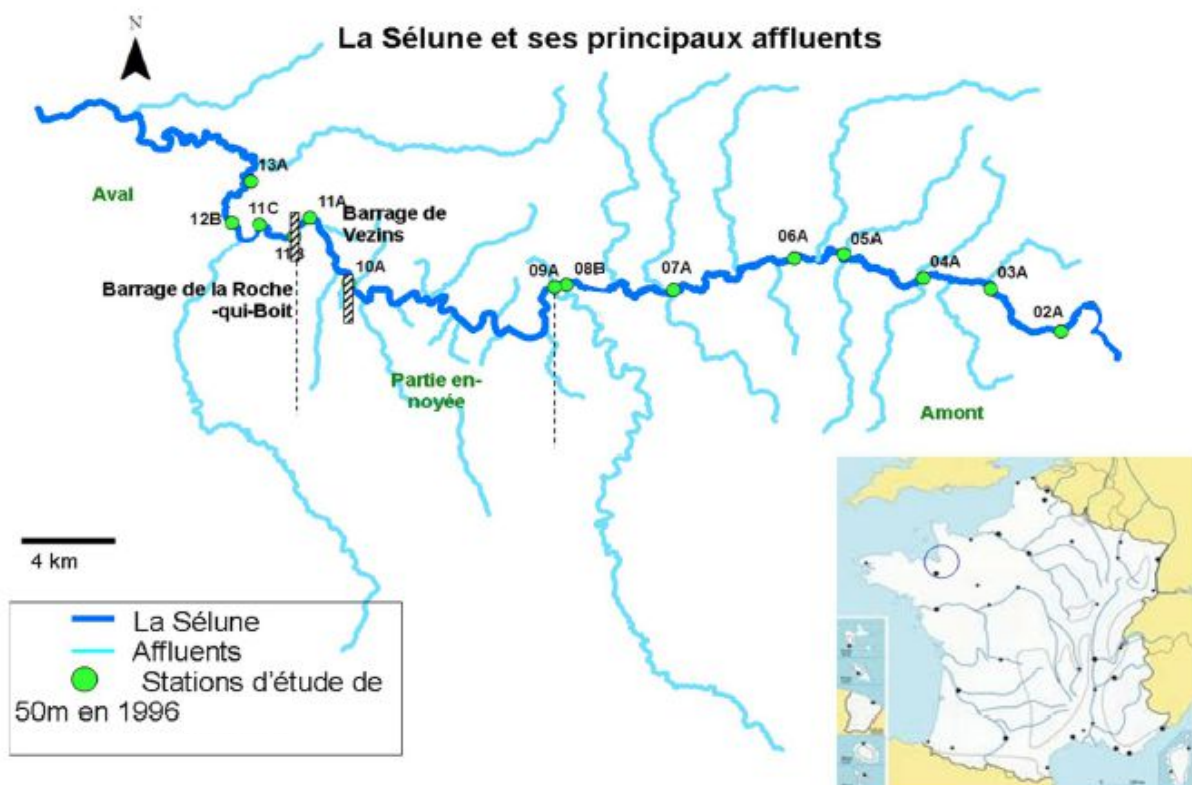 N
La Sélune et ses principaux affluents
13A
Aval
12B
11C
11A
Barrage de
Vezins
10A
Barrage de la Roche
-qui-Boit
09A
08B
07A
06A
05A
04A
03A
02A
Partie en-
noyée
Amont
4 km
La Sélune
Affluents
Stations d'étude de
50m en 1996